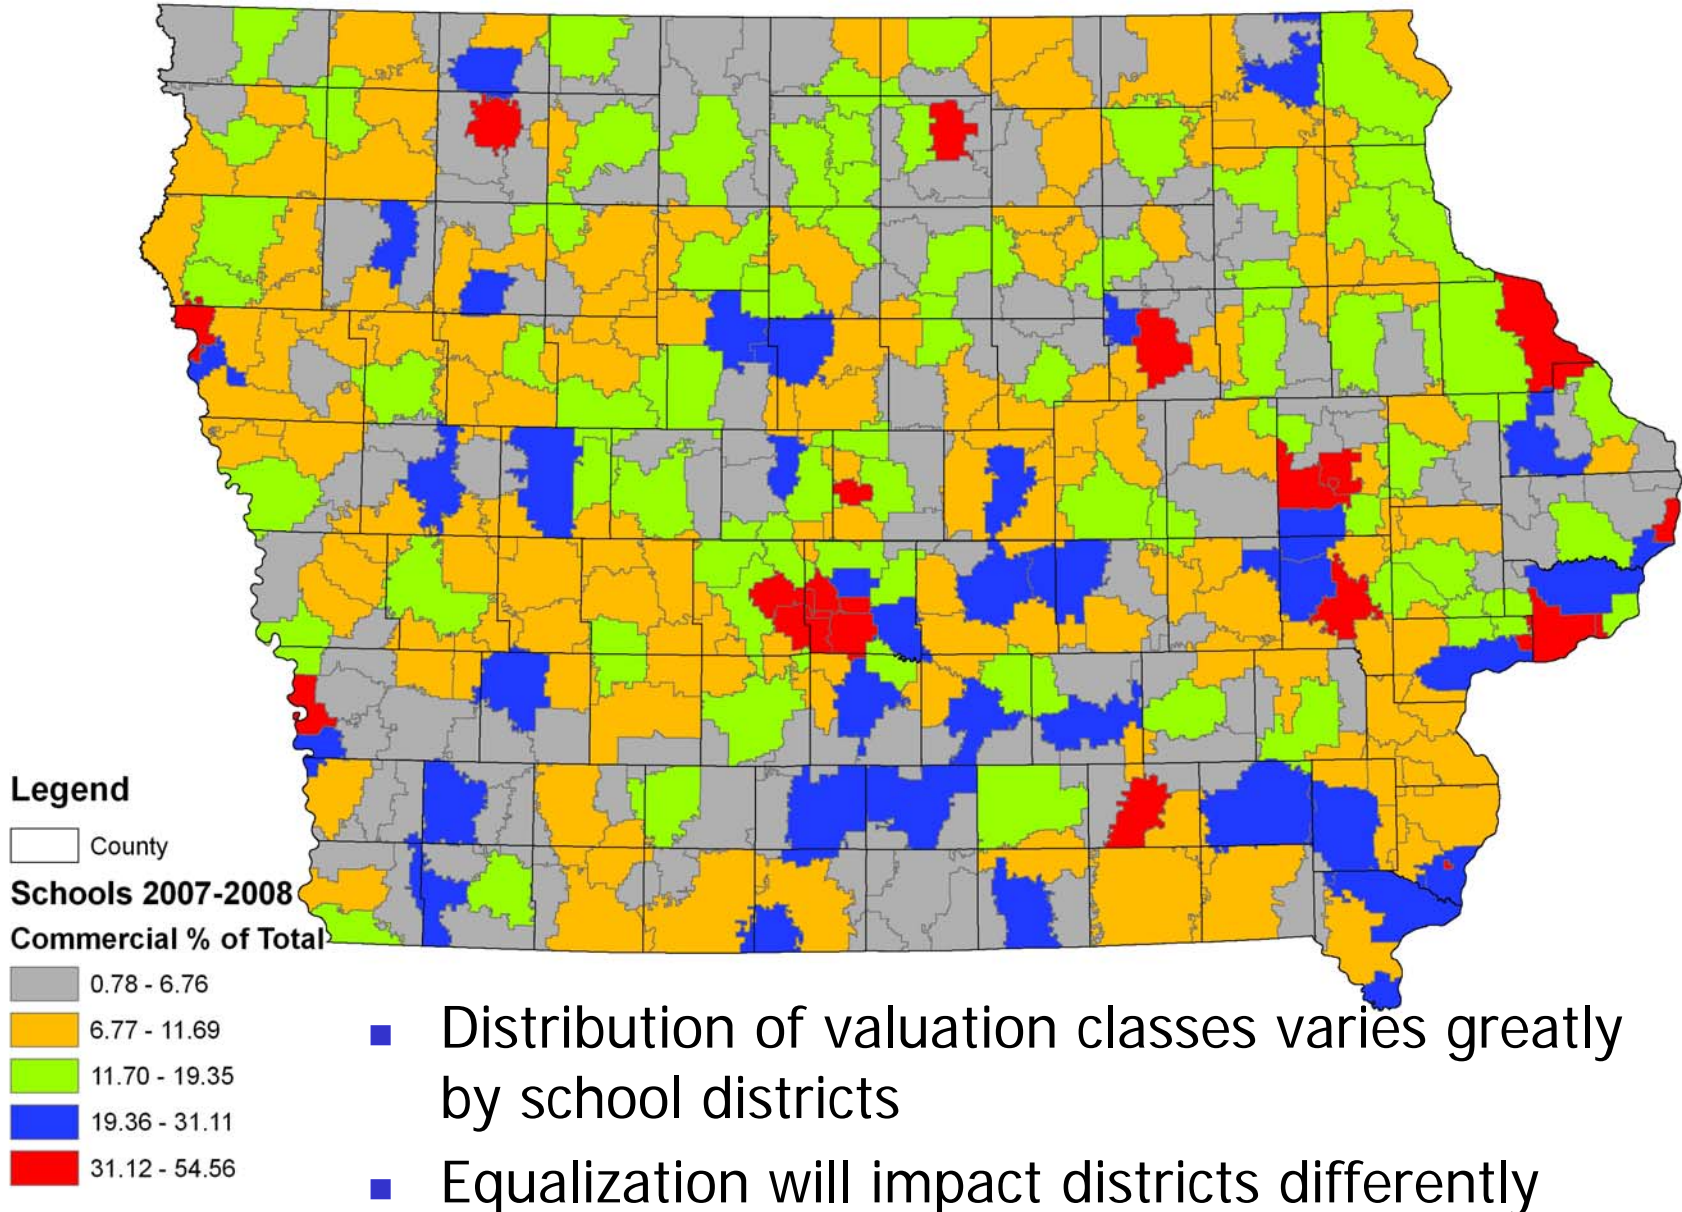 Legend
County
Schools 2007-2008
Commercial % of Total
0.78 - 6.76
6.77 - 11.69
11.70 - 19.35
19.36 - 31.11
31.12 - 54.56
Distribution of valuation classes varies greatly
by school districts
Equalization will impact districts differently